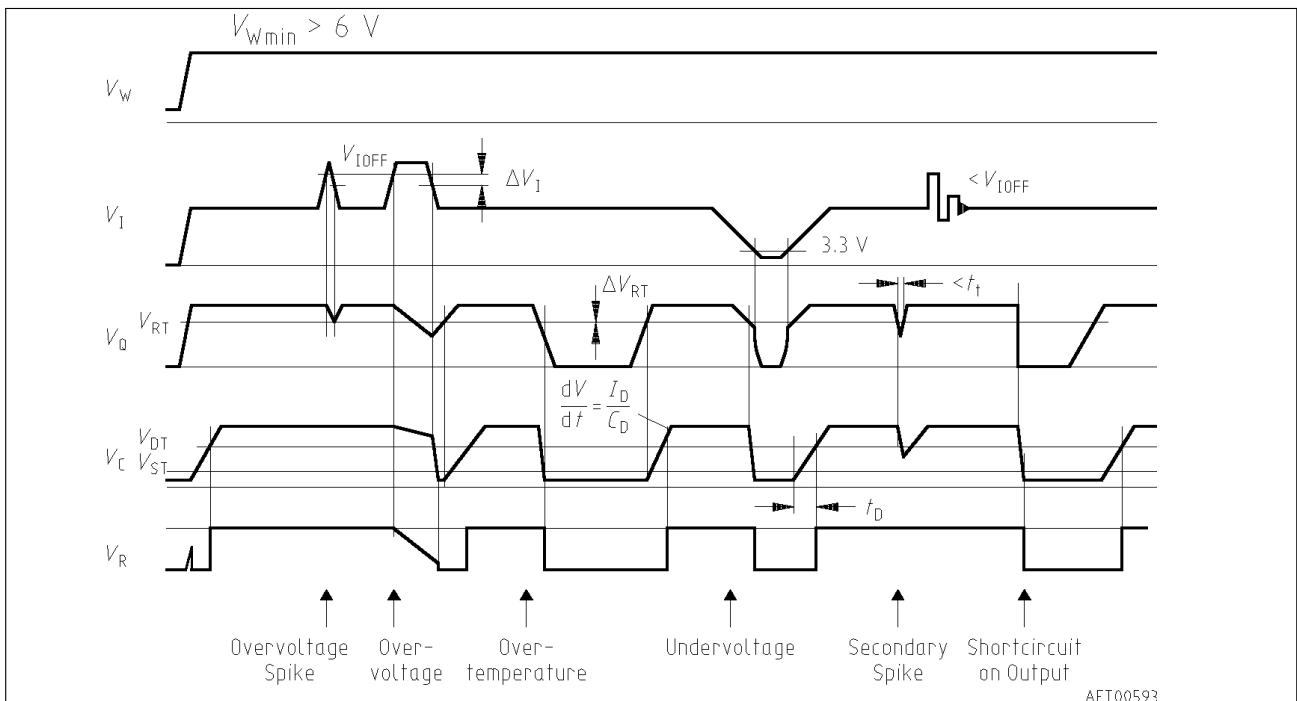 V_Wmin > 6 V
V_W
V_IOFF
ΔV_I
< V_IOFF
V_I
3.3 V
ΔV_RT
< t_t
V_RT
V_Q
dV/dt = I_D/C_D
V_DT
V_C V_ST
t_D
V_R
Overvoltage Over- Over- Undervoltage Secondary Shortcircuit
Spike voltage temperature Spike on Output
AET00593